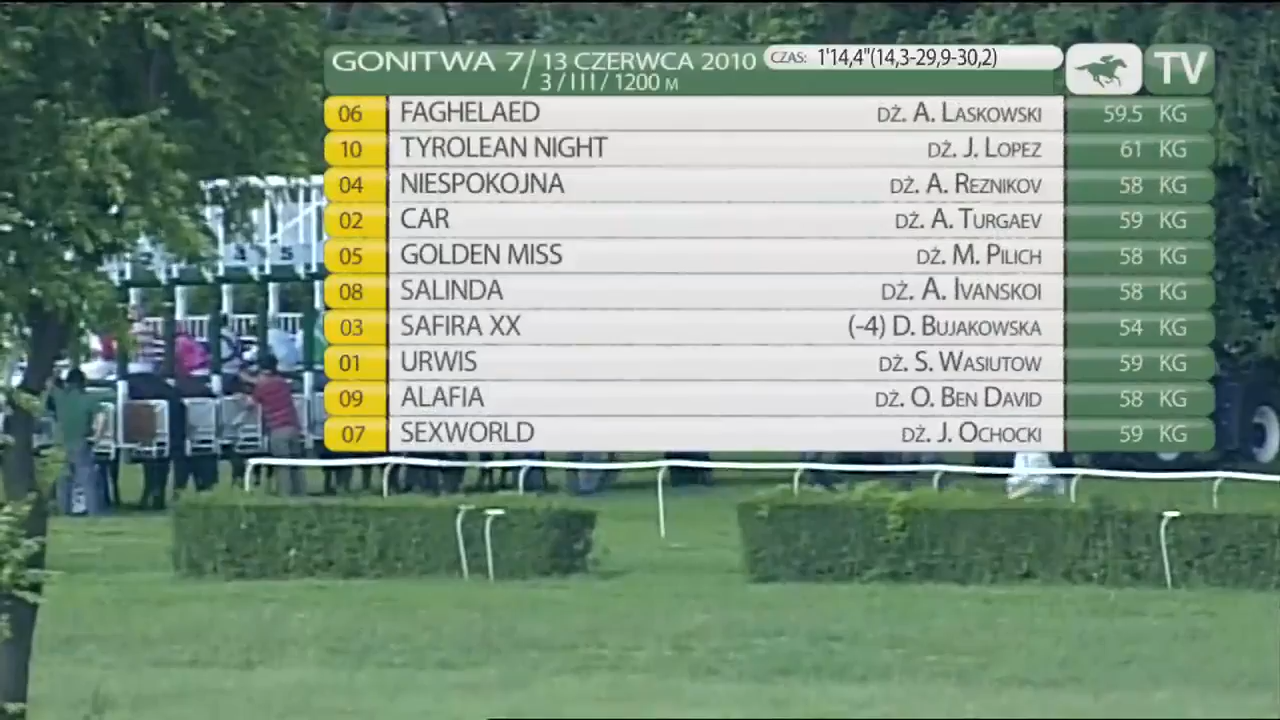 GONITWA 7/ 13 CZERWCA 2010 CZAS: 1'14,4"(14,3-29,9-30,2) TV
3 / III / 1200 M
06 FAGHELAED DŻ. A. LASKOWSKI 59.5 KG
10 TYROLEAN NIGHT DŻ. J. LOPEZ 61 KG
04 NIESPOKOJNA DŻ. A. REZNIKOV 58 KG
02 CAR DŻ. A. TURGAEV 59 KG
05 GOLDEN MISS DŻ. M. PILICH 58 KG
08 SALINDA DŻ. A. IVANSKOI 58 KG
03 SAFIRA XX (-4) D. BUJAKOWSKA 54 KG
01 URWIS DŻ. S. WASIUTOW 59 KG
09 ALAFIA DŻ. O. BEN DAVID 58 KG
07 SEXWORLD DŻ. J. OCHOCKI 59 KG
4 5